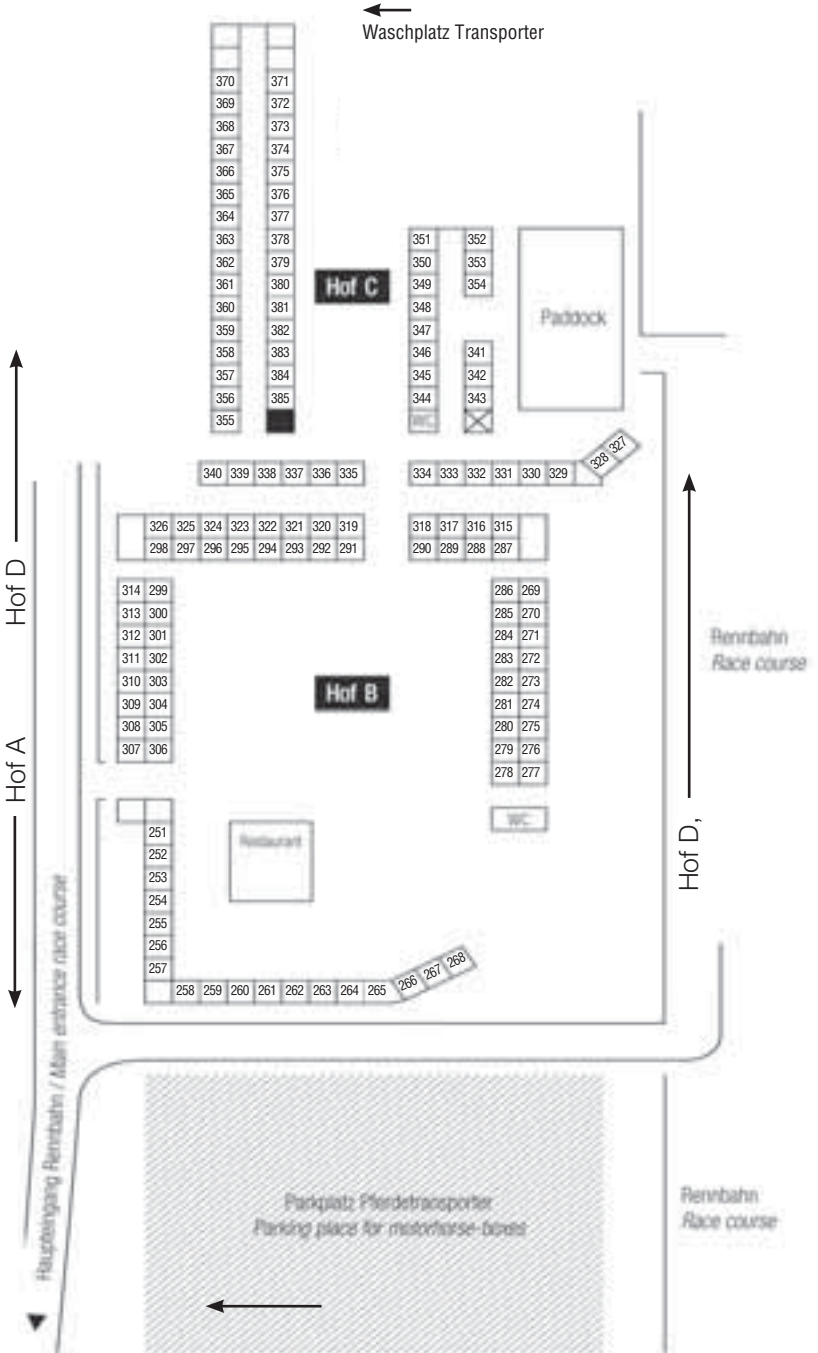 Waschplatz Transporter
370 371
369 372
368 373
367 374
366 375
365 376
364 377
363 378 351 352
362 379 350 353
361 380 349 354
Hof C
360 381 348
359 382 347
Paddock
358 383 346 341
357 384 345 342
356 385 344 343
355 WC
340 339 338 337 336 335 334 333 332 331 330 329 328 327
326 325 324 323 322 321 320 319 318 317 316 315
298 297 296 295 294 293 292 291 290 289 288 287
Hof D
314 299 286 269
313 300 285 270
312 301 284 271
311 302 283 272
310 303 282 273
309 304 281 274
308 305 280 275
307 306 279 276
278 277
Hof B
Rennbahn
Race course
Hof A
WC
Hof D,
Restaurant
251
252
253
254
255
256
257
258 259 260 261 262 263 264 265 266 267 268
Haupteingang Rennbahn / Main entrance race course
Parkplatz Pferdetransporter
Parking place for motorhorse-boxes
Rennbahn
Race course